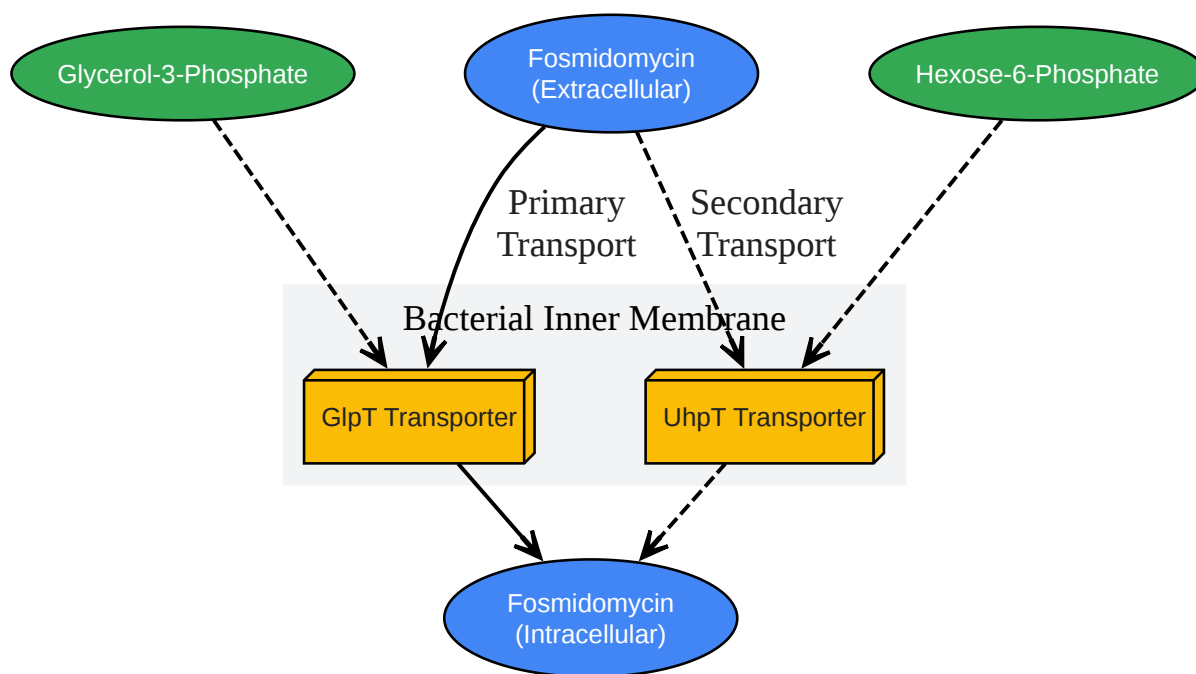 Glycerol-3-Phosphate
Fosmidomycin
(Extracellular)
Hexose-6-Phosphate
Primary
Transport
Secondary
Transport
Bacterial Inner Membrane
GlpT Transporter
UhpT Transporter
Fosmidomycin
(Intracellular)